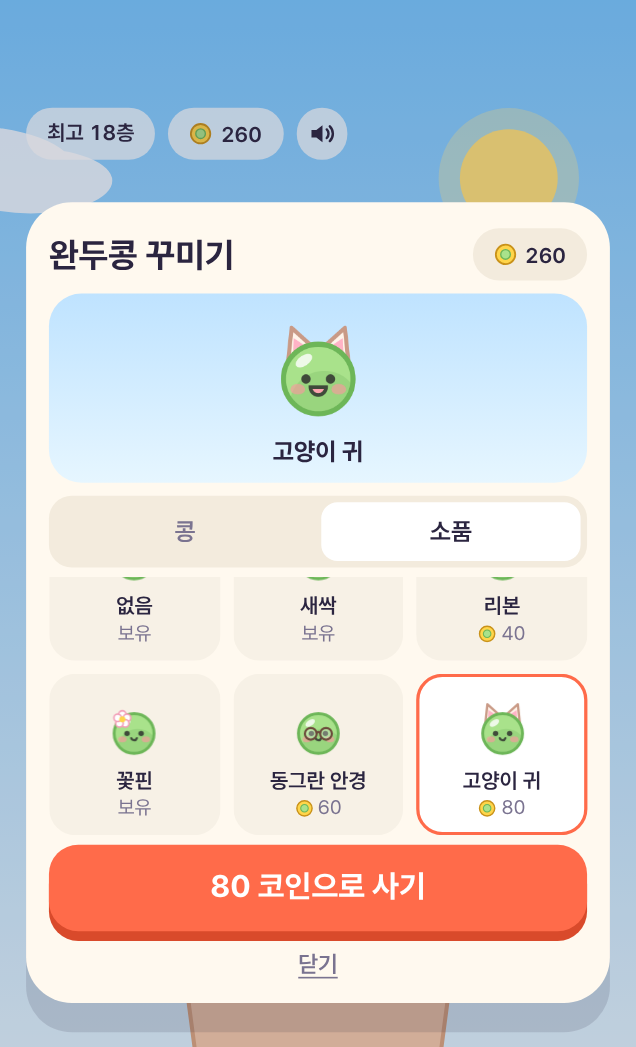 최고 18층
260
완두콩 꾸미기
260
고양이 귀
콩
소품
없음
보유
새싹
보유
리본
40
꽃핀
보유
동그란 안경
60
고양이 귀
80
80 코인으로 사기
닫기